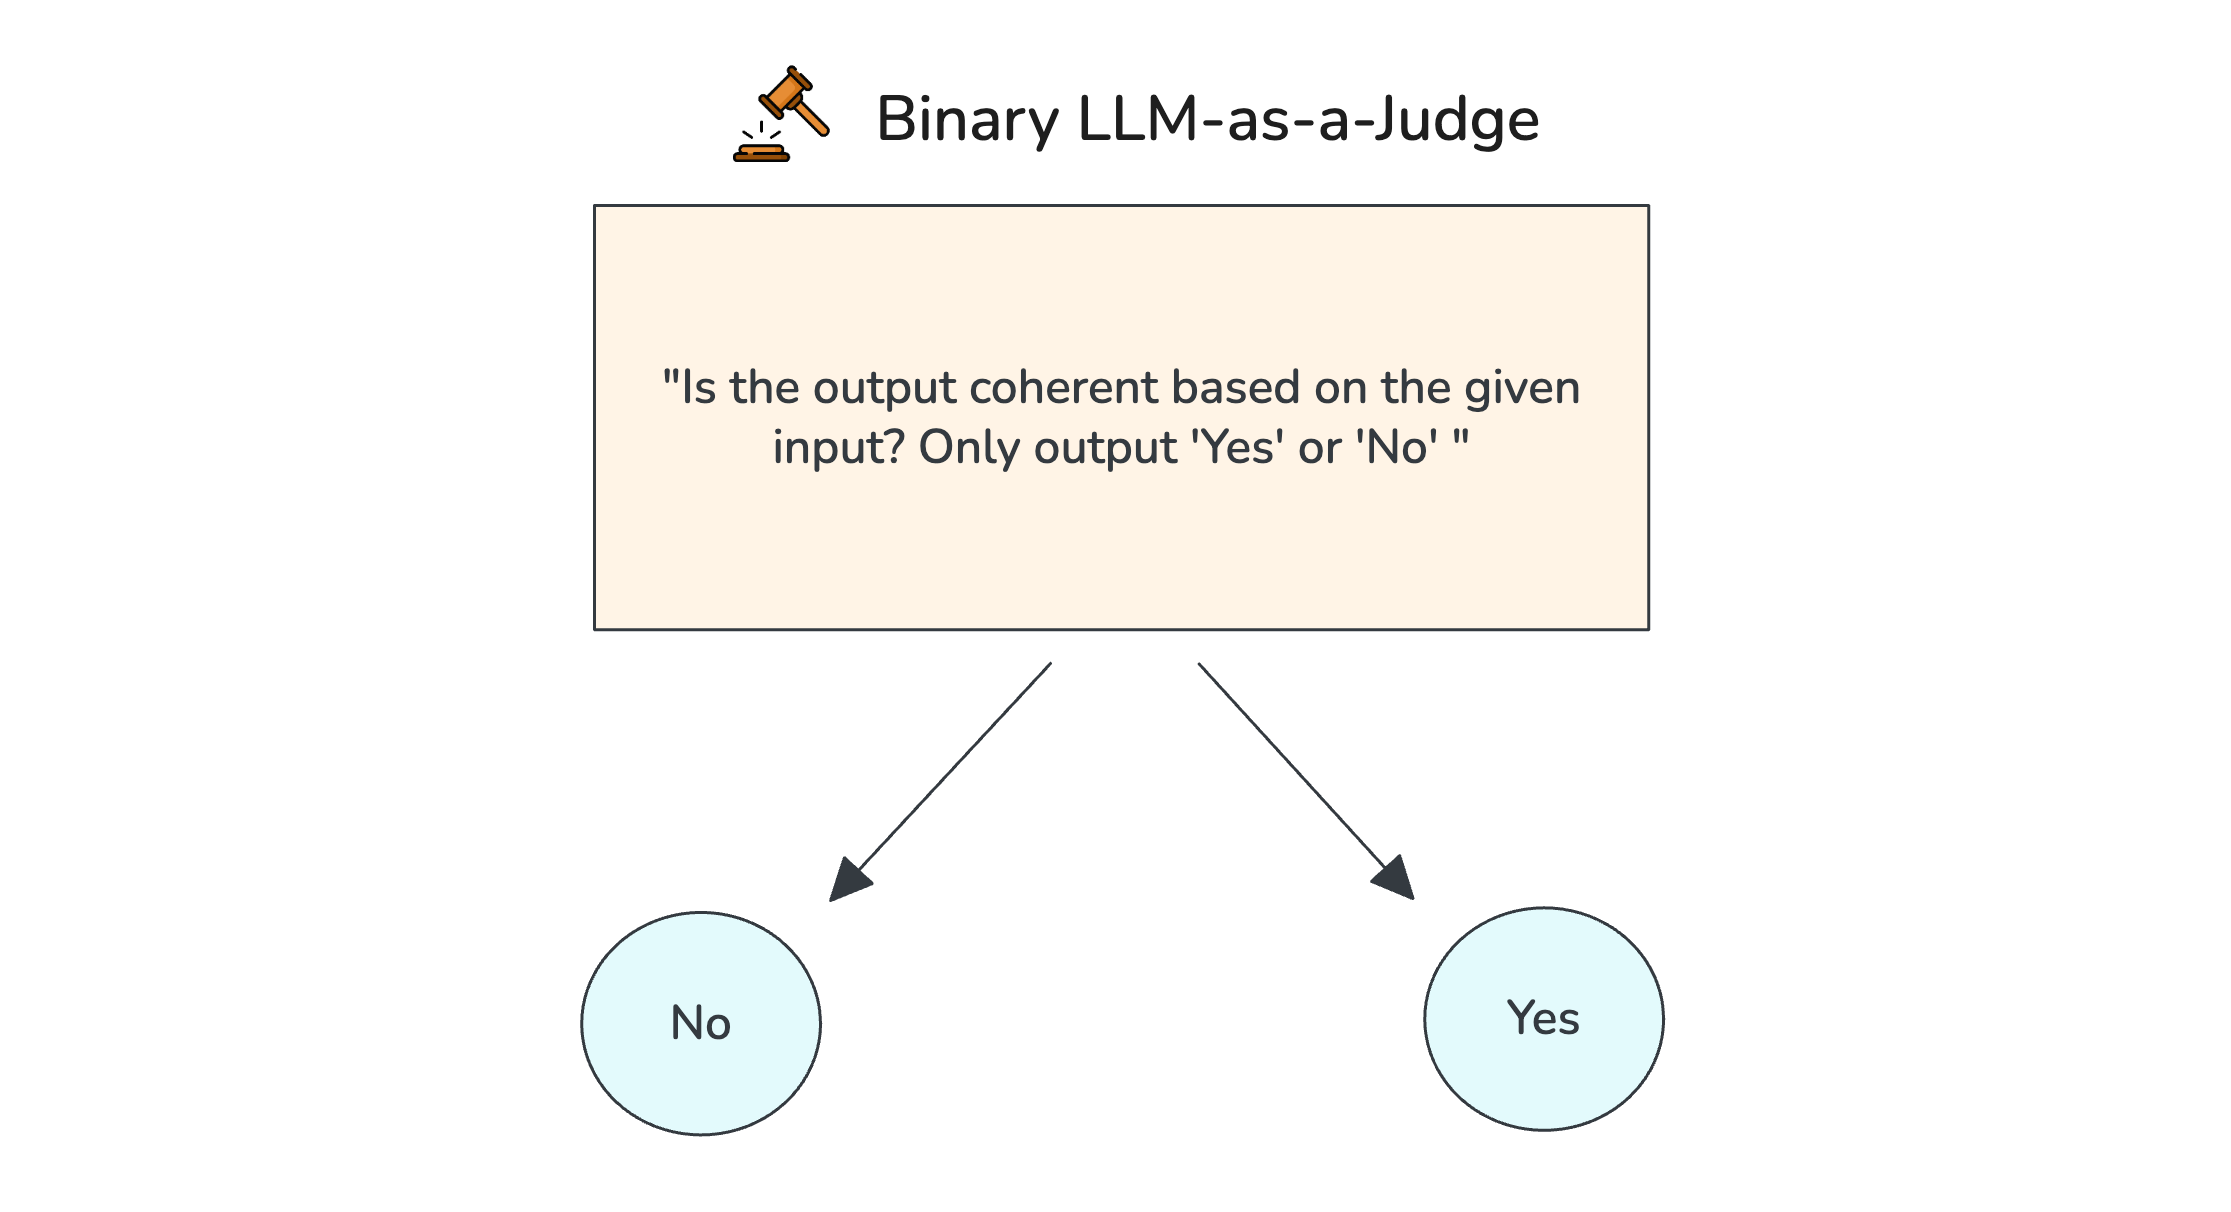 Binary LLM-as-a-Judge
"Is the output coherent based on the given
input? Only output 'Yes' or 'No' "
No
Yes